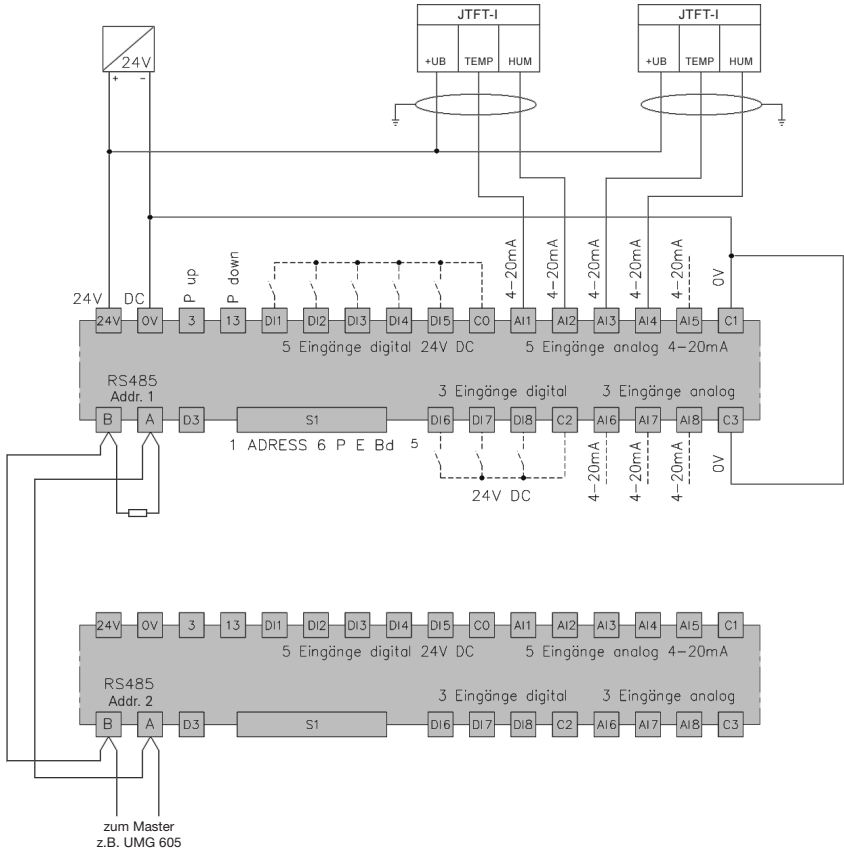 JTFT-I JTFT-I
24V
+ −
+UB TEMP HUM +UB TEMP HUM
24V DC P up P down 4-20mA 4-20mA 4-20mA 4-20mA 4-20mA 0V
24V 0V 3 13 DI1 DI2 DI3 DI4 DI5 C0 AI1 AI2 AI3 AI4 AI5 C1
5 Eingänge digital 24V DC 5 Eingänge analog 4-20mA
RS485
Addr. 1
3 Eingänge digital 3 Eingänge analog
B A D3 S1 DI6 DI7 DI8 C2 AI6 AI7 AI8 C3
1 ADRESS 6 P E Bd 5
24V DC 4-20mA 4-20mA 4-20mA 0V
24V 0V 3 13 DI1 DI2 DI3 DI4 DI5 C0 AI1 AI2 AI3 AI4 AI5 C1
5 Eingänge digital 24V DC 5 Eingänge analog 4-20mA
RS485
Addr. 2
3 Eingänge digital 3 Eingänge analog
B A D3 S1 DI6 DI7 DI8 C2 AI6 AI7 AI8 C3
zum Master
z.B. UMG 605